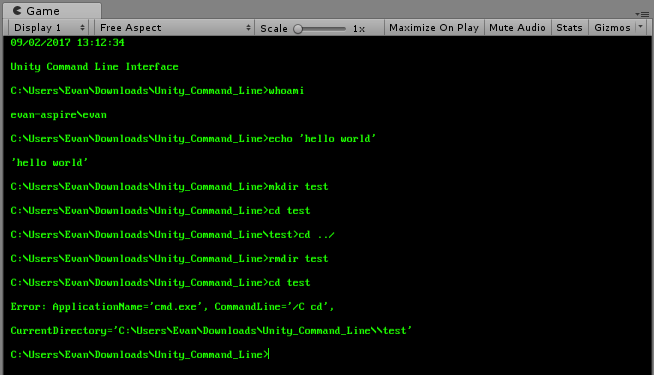 Game
Display 1 Free Aspect Scale 1x Maximize On Play Mute Audio Stats Gizmos
09/02/2017 13:12:34
Unity Command Line Interface
C:\Users\Evan\Downloads\Unity_Command_Line>whoami
evan-aspire\evan
C:\Users\Evan\Downloads\Unity_Command_Line>echo 'hello world'
'hello world'
C:\Users\Evan\Downloads\Unity_Command_Line>mkdir test
C:\Users\Evan\Downloads\Unity_Command_Line>cd test
C:\Users\Evan\Downloads\Unity_Command_Line\test>cd ../
C:\Users\Evan\Downloads\Unity_Command_Line>rmdir test
C:\Users\Evan\Downloads\Unity_Command_Line>cd test
Error: ApplicationName='cmd.exe', CommandLine='/C cd',
CurrentDirectory='C:\Users\Evan\Downloads\Unity_Command_Line\\test'
C:\Users\Evan\Downloads\Unity_Command_Line>